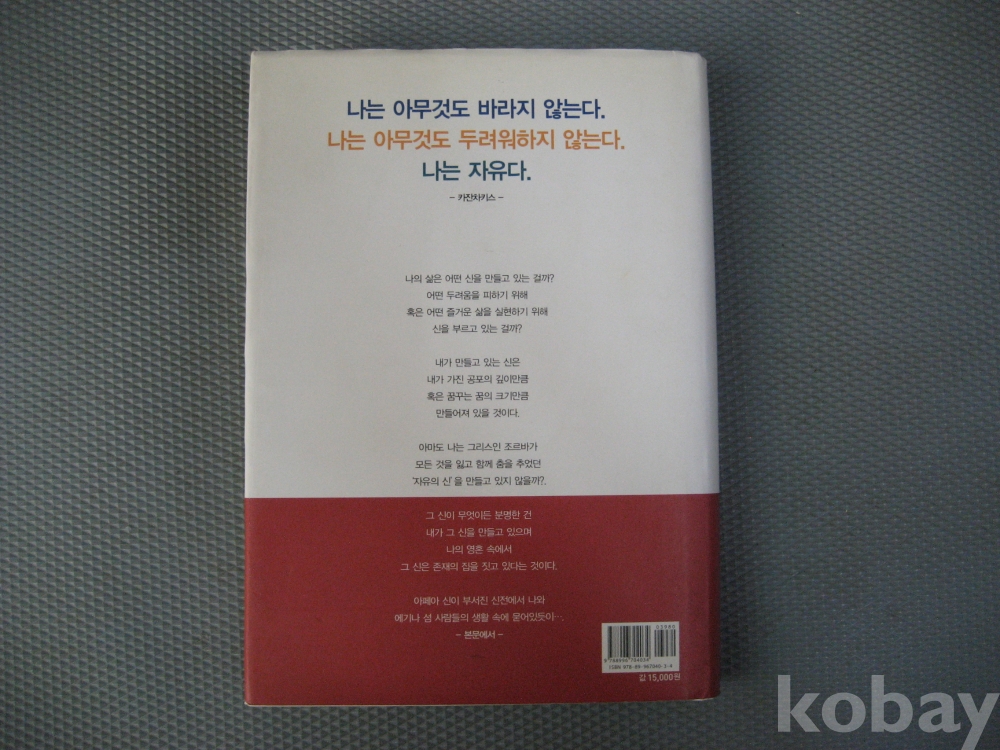 나는 아무것도 바라지 않는다.
나는 아무것도 두려워하지 않는다.
나는 자유다.
- 카잔차키스 -
나의 삶은 어떤 신을 만들고 있는 걸까?
어떤 두려움을 피하기 위해
혹은 어떤 즐거운 삶을 실현하기 위해
신을 부르고 있는 걸까?
내가 만들고 있는 신은
내가 가진 공포의 깊이만큼
혹은 꿈꾸는 꿈의 크기만큼
만들어져 있을 것이다.
아마도 나는 그리스인 조르바가
모든 것을 잃고 함께 춤을 추었던
'자유의 신'을 만들고 있지 않을까?.
그 신이 무엇이든 분명한 건
내가 그 신을 만들고 있으며
나의 영혼 속에서
그 신은 존재의 집을 짓고 있다는 것이다.
아페아 신이 부서진 신전에서 나와
에기나 섬 사람들의 생활 속에 묻어있듯이….
- 본문에서 -
값 15,000원
kobay